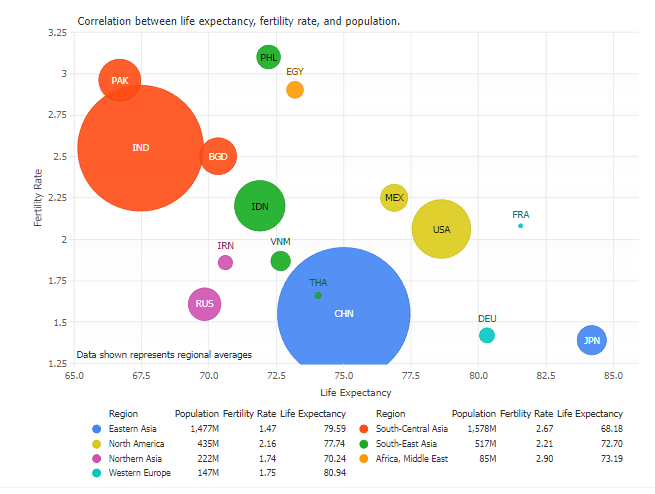 Correlation between life expectancy, fertility rate, and population.
3.25
3
2.75
2.5
2.25
2
1.75
1.5
1.25
Fertility Rate
PHL
EGY
PAK
IND
BGD
MEX
IDN
USA
FRA
IRN
VNM
THA
RUS
CHN
DEU
JPN
Data shown represents regional averages
65.0 67.5 70.0 72.5 75.0 77.5 80.0 82.5 85.0
Life Expectancy
Region Population Fertility Rate Life Expectancy Region Population Fertility Rate Life Expectancy
Eastern Asia 1,477M 1.47 79.59 South-Central Asia 1,578M 2.67 68.18
North America 435M 2.16 77.74 South-East Asia 517M 2.21 72.70
Northern Asia 222M 1.74 70.24 Africa, Middle East 85M 2.90 73.19
Western Europe 147M 1.75 80.94